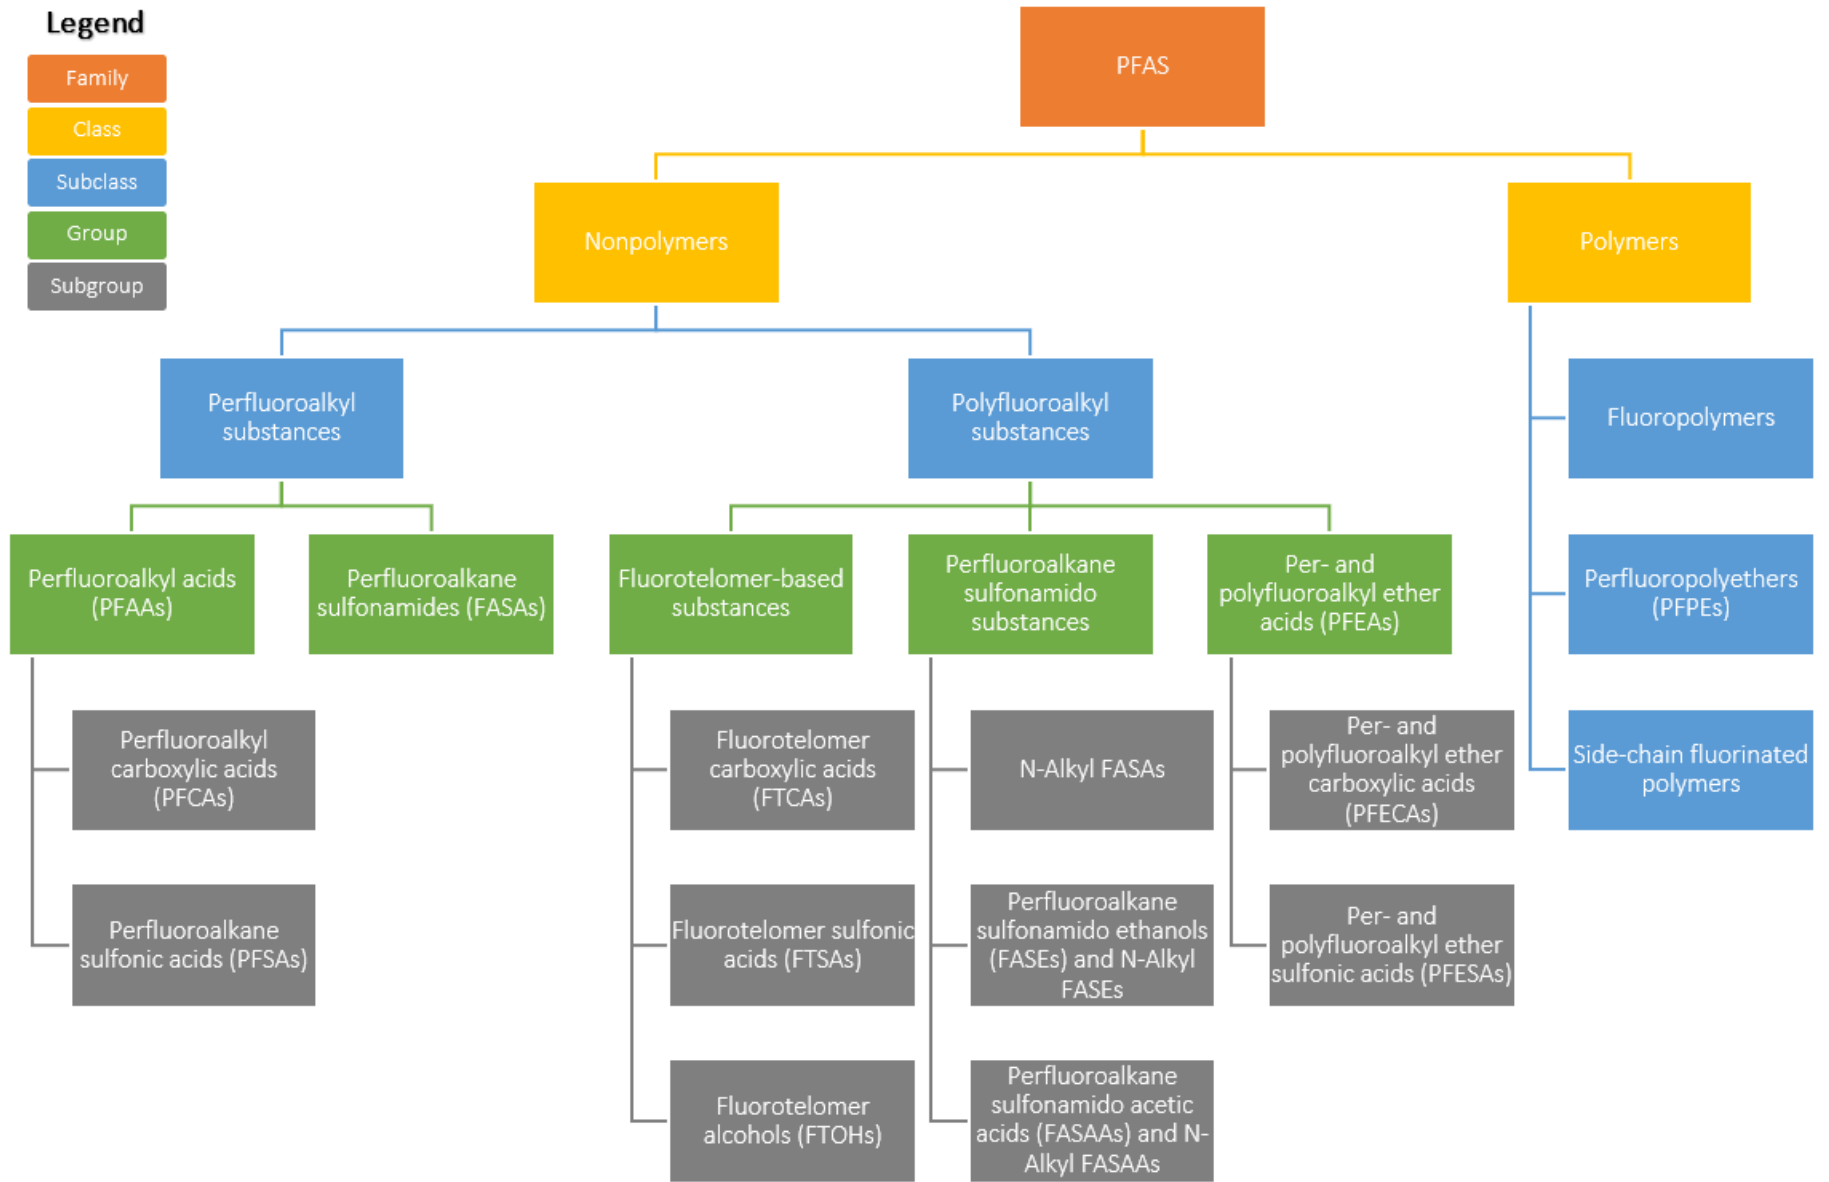 Legend
Family
Class
Subclass
Group
Subgroup
PFAS
Nonpolymers
Polymers
Perfluoroalkyl
substances
Polyfluoroalkyl
substances
Fluoropolymers
Perfluoroalkyl acids
(PFAAs)
Perfluoroalkane
sulfonamides (FASAs)
Fluorotelomer-based
substances
Perfluoroalkane
sulfonamido
substances
Per- and
polyfluoroalkyl ether
acids (PFEAs)
Perfluoropolyethers
(PFPEs)
Perfluoroalkyl
carboxylic acids
(PFCAs)
Fluorotelomer
carboxylic acids
(FTCAs)
N-Alkyl FASAs
Per- and
polyfluoroalkyl ether
carboxylic acids
(PFECAs)
Side-chain fluorinated
polymers
Perfluoroalkane
sulfonic acids (PFSAs)
Fluorotelomer sulfonic
acids (FTSAs)
Perfluoroalkane
sulfonamido ethanols
(FASEs) and N-Alkyl
FASEs
Per- and
polyfluoroalkyl ether
sulfonic acids (PFESAs)
Fluorotelomer
alcohols (FTOHs)
Perfluoroalkane
sulfonamido acetic
acids (FASAAs) and N-
Alkyl FASAAs